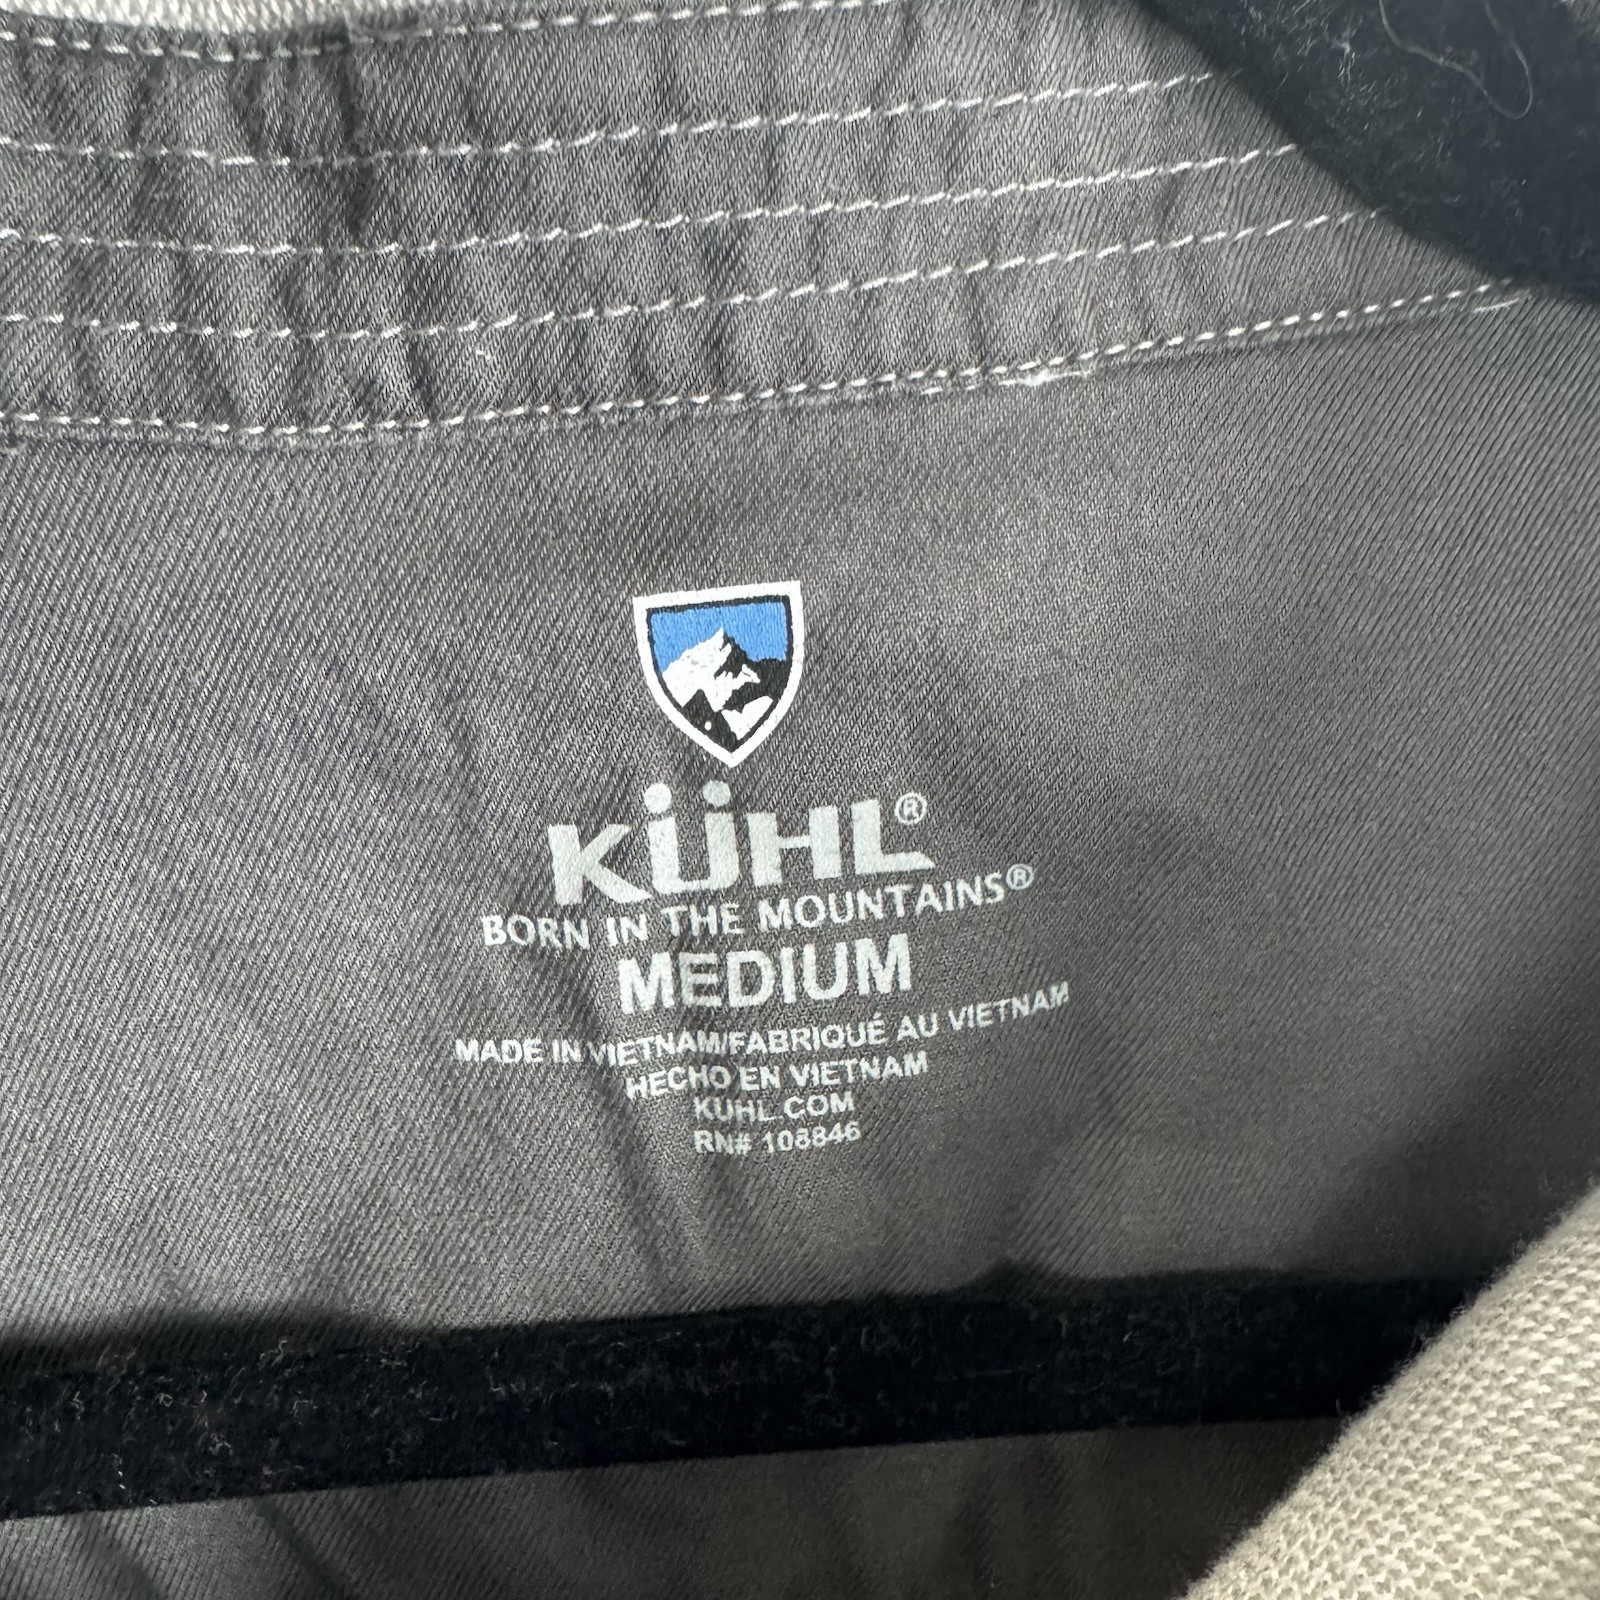 KÜHL®
BORN IN THE MOUNTAINS®
MEDIUM
MADE IN VIETNAM/FABRIQUÉ AU VIETNAM
HECHO EN VIETNAM
KUHL.COM
RN# 108846